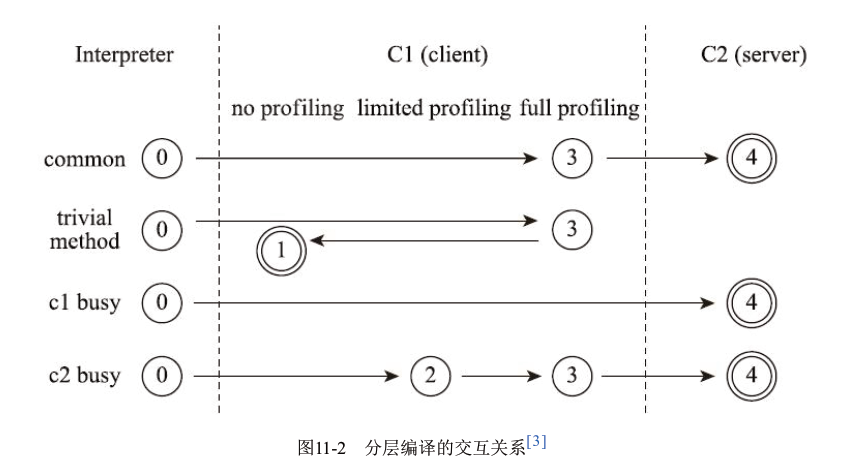 Interpreter C1 (client) C2 (server)
no profiling limited profiling full profiling
common 0 3 4
trivial
method 0 1 3
c1 busy 0 4
c2 busy 0 2 3 4
图11-2 分层编译的交互关系[3]